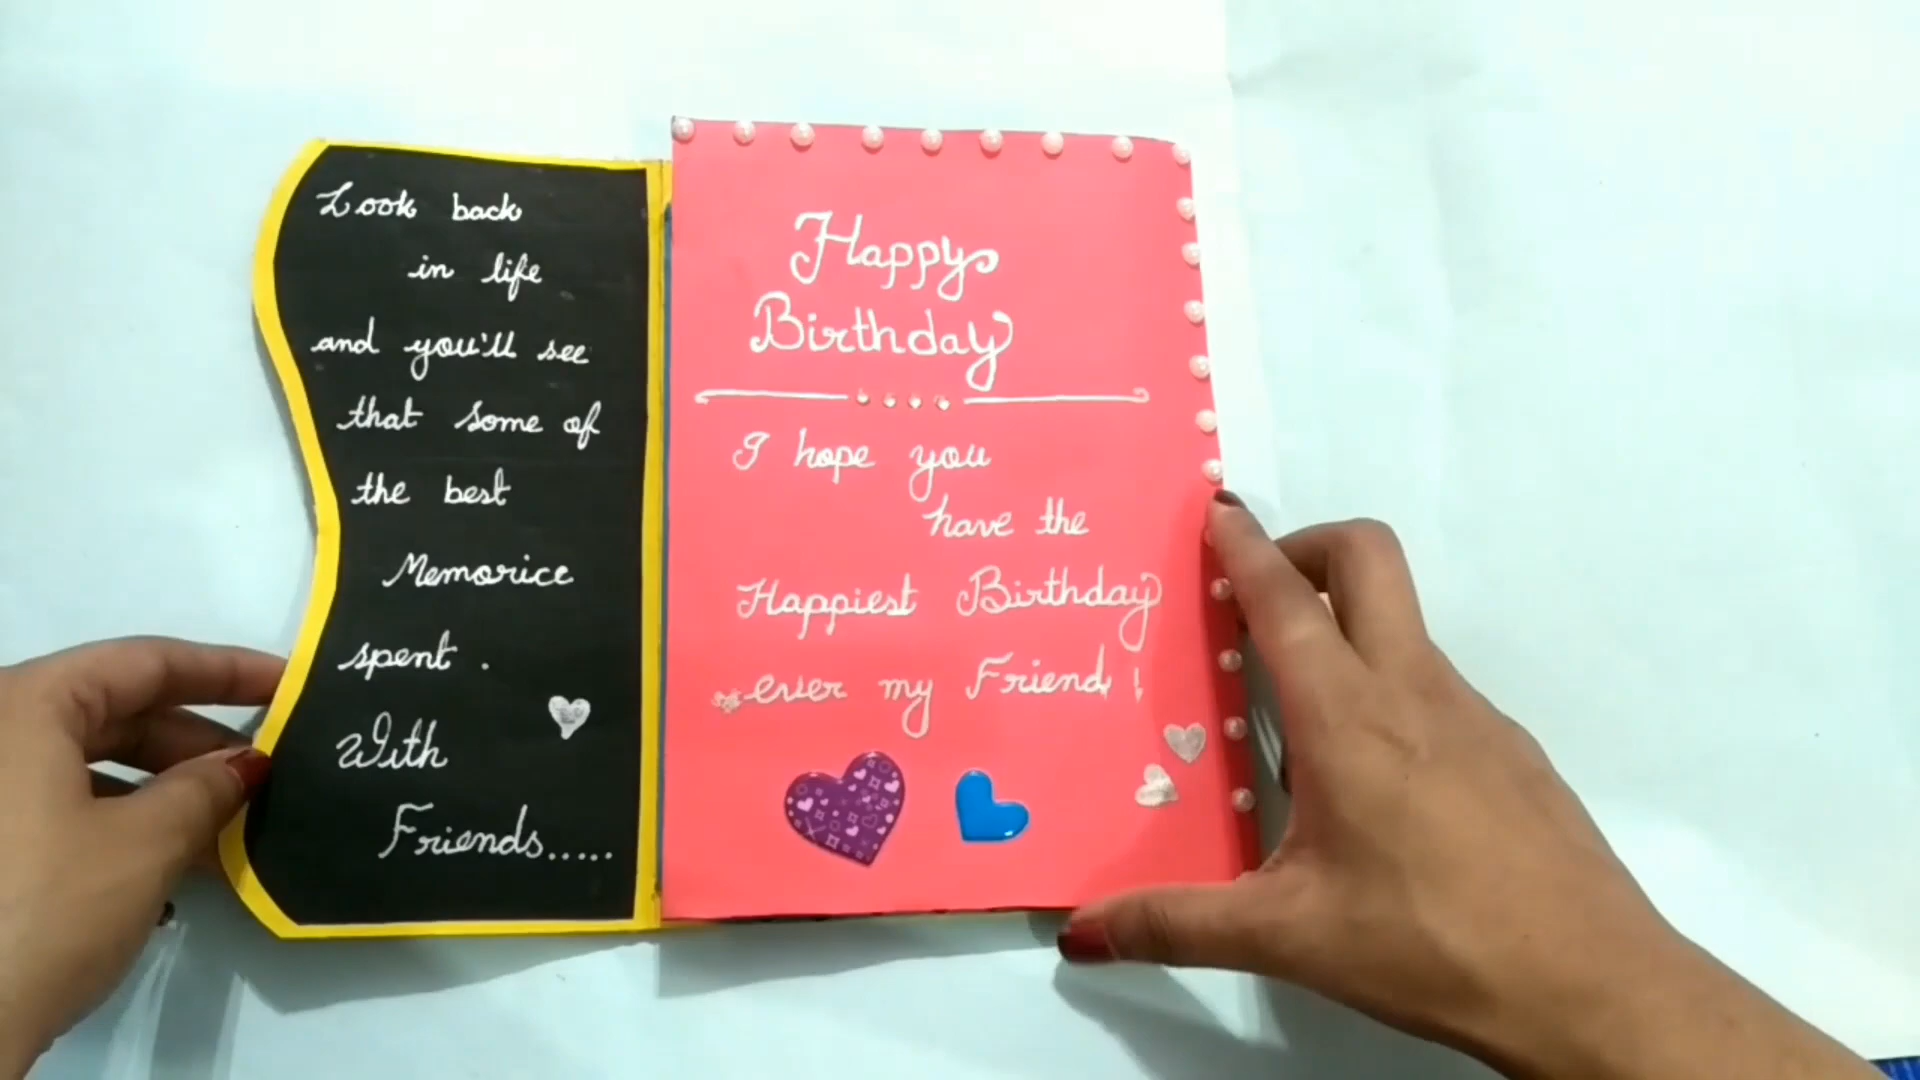 Look back
in life
and you'll see
that some of
the best
Memorice
spent .
With
Friends.....
Happy
Birthday
I hope you
have the
Happiest Birthday
ever my Friend !